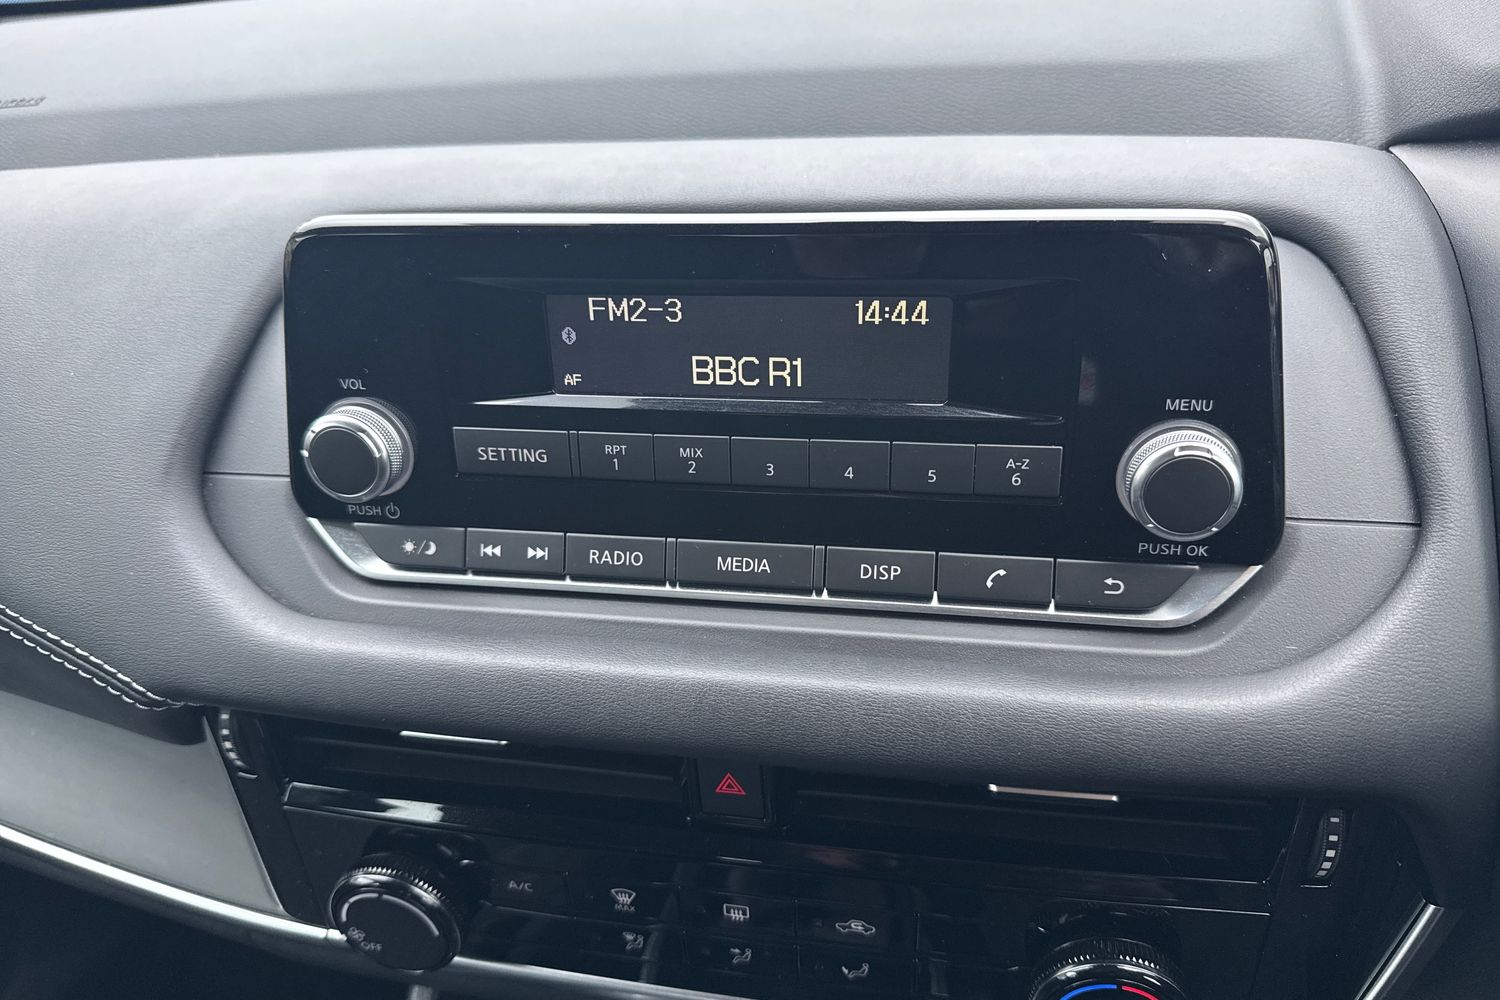 FM2-3 14:44
AF BBC R1
VOL
MENU
SETTING RPT 1 MIX 2 3 4 5 A-Z 6
PUSH
PUSH OK
RADIO MEDIA DISP
A/C
MAX
OFF